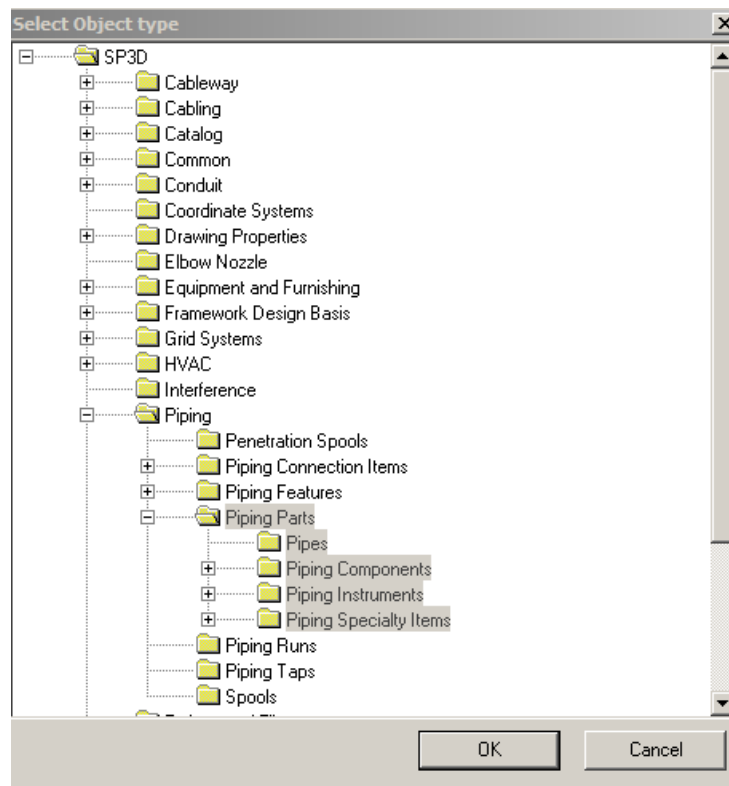 Select Object type
SP3D
Cableway
Cabling
Catalog
Common
Conduit
Coordinate Systems
Drawing Properties
Elbow Nozzle
Equipment and Furnishing
Framework Design Basis
Grid Systems
HVAC
Interference
Piping
Penetration Spools
Piping Connection Items
Piping Features
Piping Parts
Pipes
Piping Components
Piping Instruments
Piping Specialty Items
Piping Runs
Piping Taps
Spools
OK Cancel